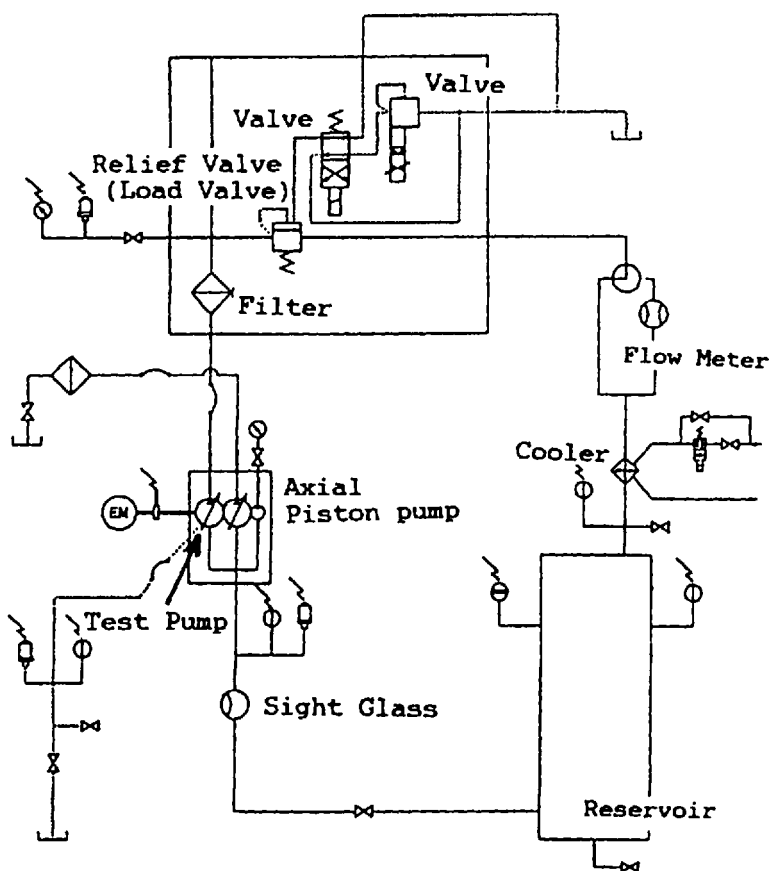 Valve
Valve
Relief Valve
(Load Valve)
Filter
Flow Meter
Cooler
Axial
Piston pump
EM
Test Pump
Sight Glass
Reservoir